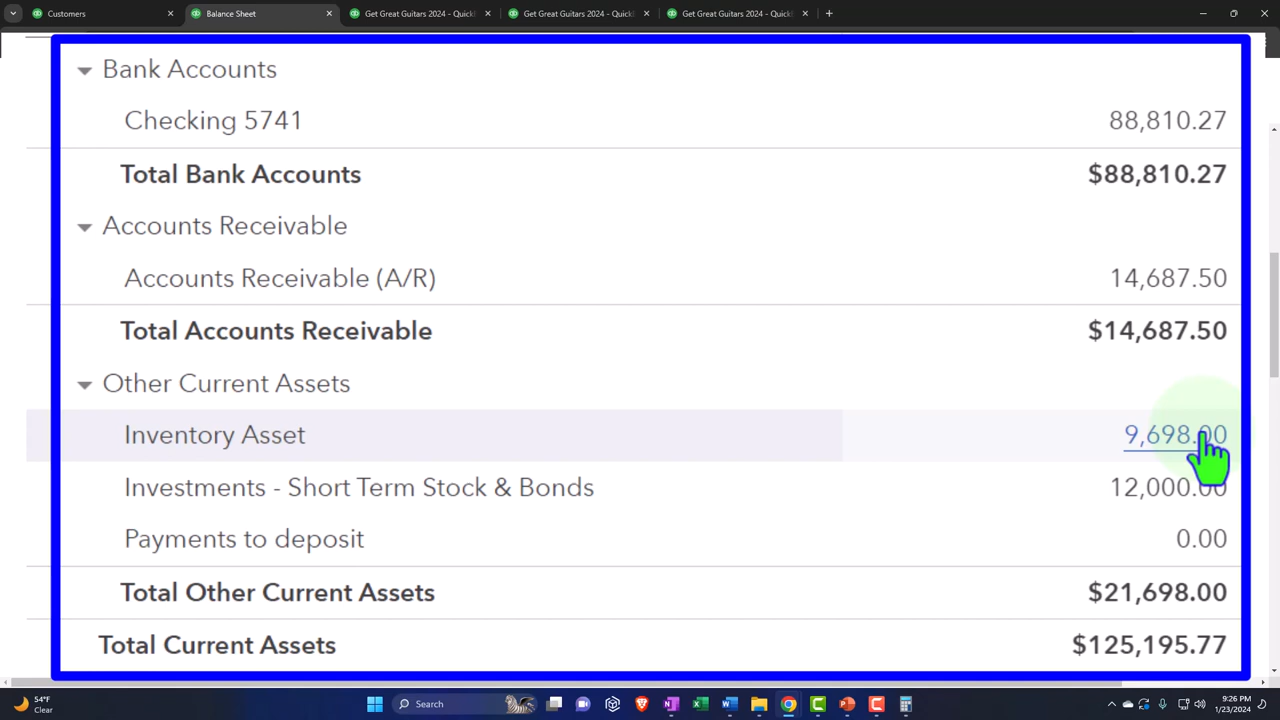 Customers
Balance Sheet
Get Great Guitars 2024 - Quick
Get Great Guitars 2024 - Quick
Get Great Guitars 2024 - Quick
Bank Accounts
Checking 5741 88,810.27
Total Bank Accounts $88,810.27
Accounts Receivable
Accounts Receivable (A/R) 14,687.50
Total Accounts Receivable $14,687.50
Other Current Assets
Inventory Asset 9,698.00
Investments - Short Term Stock & Bonds 12,000.00
Payments to deposit 0.00
Total Other Current Assets $21,698.00
Total Current Assets $125,195.77
54°F
Clear
Search
9:26 PM
1/23/2024